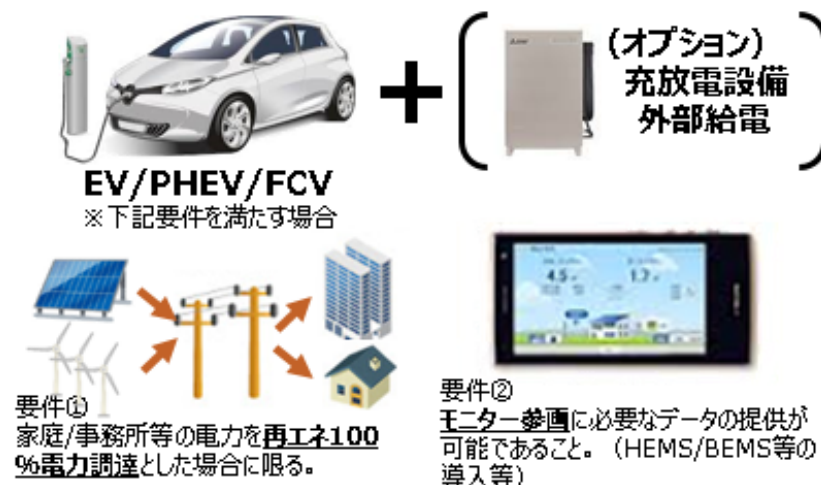 (オプション)
充放電設備
外部給電
EV/PHEV/FCV
※下記要件を満たす場合
要件①
家庭/事務所等の電力を再エネ100
%電力調達とした場合に限る。
4.5
1.7
要件②
モニター参画に必要なデータの提供が
可能であること。(HEMS/BEMS等の
導入等)